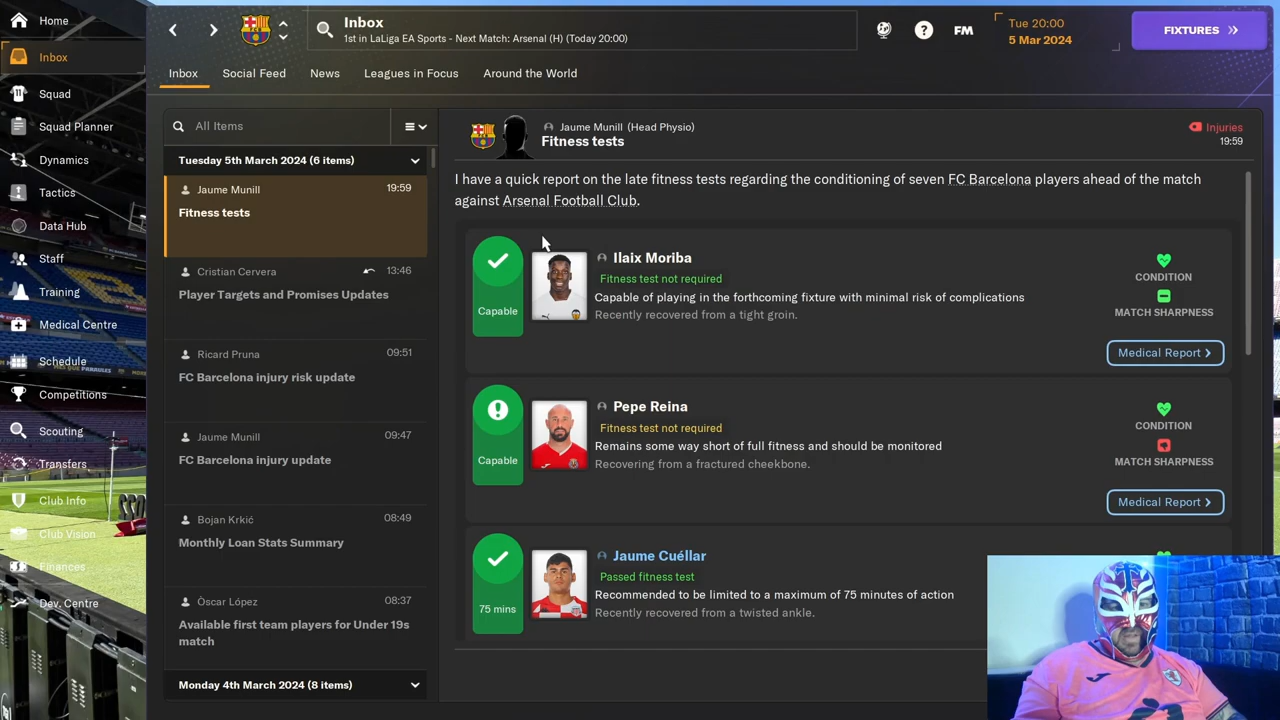 Home
Inbox
Squad
Squad Planner
Dynamics
Tactics
Data Hub
Staff
Training
Medical Centre
Schedule
Competitions
Scouting
Transfers
Club Info
Club Vision
Finances
Dev. Centre
Inbox
1st in LaLiga EA Sports - Next Match: Arsenal (H) (Today 20:00)
?
FM
Tue 20:00
5 Mar 2024
FIXTURES
Inbox
Social Feed
News
Leagues in Focus
Around the World
All Items
Tuesday 5th March 2024 (6 items)
Jaume Munill 19:59
Fitness tests
Cristian Cervera 13:46
Player Targets and Promises Updates
Ricard Pruna 09:51
FC Barcelona injury risk update
Jaume Munill 09:47
FC Barcelona injury update
Bojan Krkić 08:49
Monthly Loan Stats Summary
Òscar López 08:37
Available first team players for Under 19s
match
Monday 4th March 2024 (8 items)
Jaume Munill (Head Physio)
Fitness tests
Injuries
19:59
I have a quick report on the late fitness tests regarding the conditioning of seven FC Barcelona players ahead of the match
against Arsenal Football Club.
Capable
Ilaix Moriba
Fitness test not required
Capable of playing in the forthcoming fixture with minimal risk of complications
Recently recovered from a tight groin.
CONDITION
MATCH SHARPNESS
Medical Report
Capable
Pepe Reina
Fitness test not required
Remains some way short of full fitness and should be monitored
Recovering from a fractured cheekbone.
CONDITION
MATCH SHARPNESS
Medical Report
75 mins
Jaume Cuéllar
Passed fitness test
Recommended to be limited to a maximum of 75 minutes of action
Recently recovered from a twisted ankle.